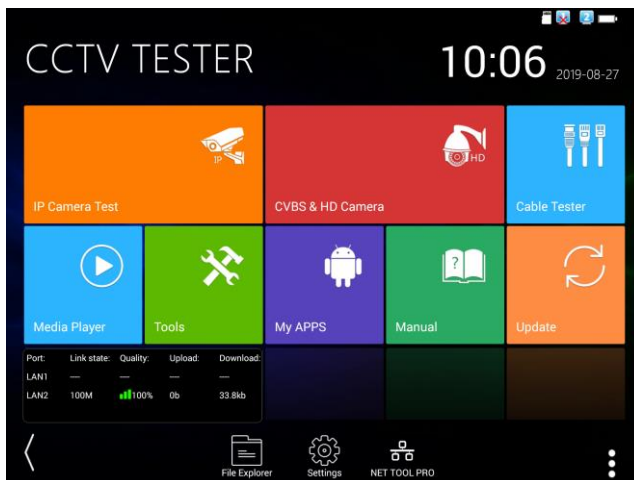 2
CCTV TESTER
10:06 2019-08-27
IP
HD
IP Camera Test
CVBS & HD Camera
Cable Tester
?
Media Player
Tools
My APPS
Manual
Update
Port: Link state: Quality: Upload: Download:
LAN1 — — — —
LAN2 100M 100% 0b 33.8kb
File Explorer
Settings
NET TOOL PRO